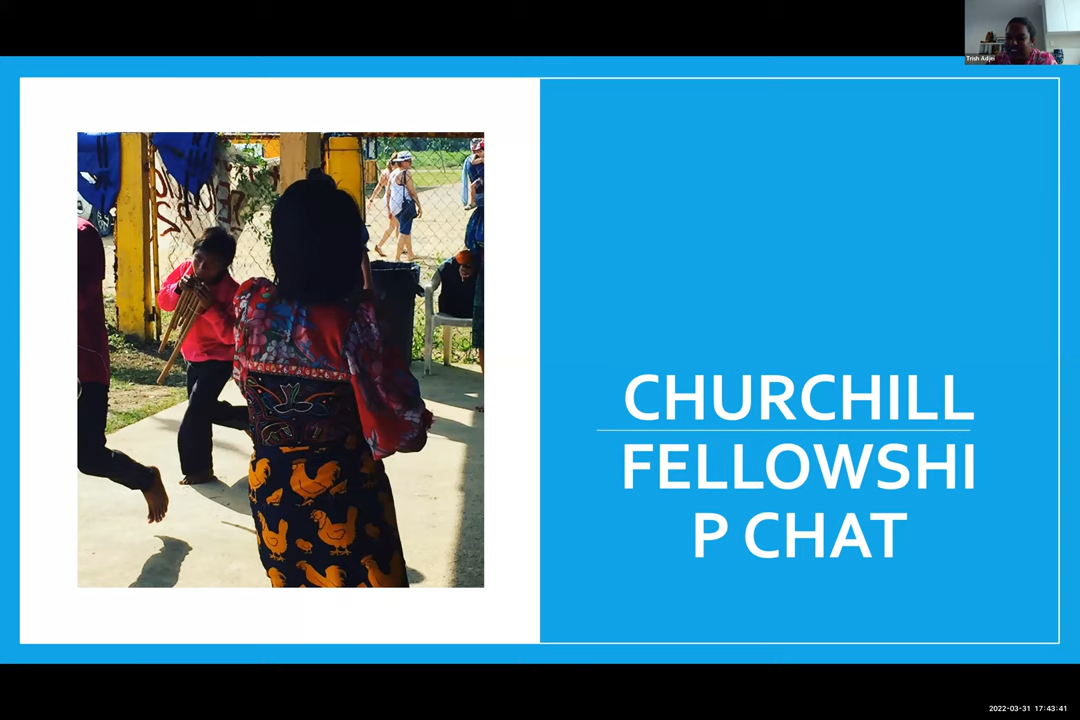 Trish Adjei
CHURCHILL
FELLOWSHI
P CHAT
2022-03-31 17:43:41